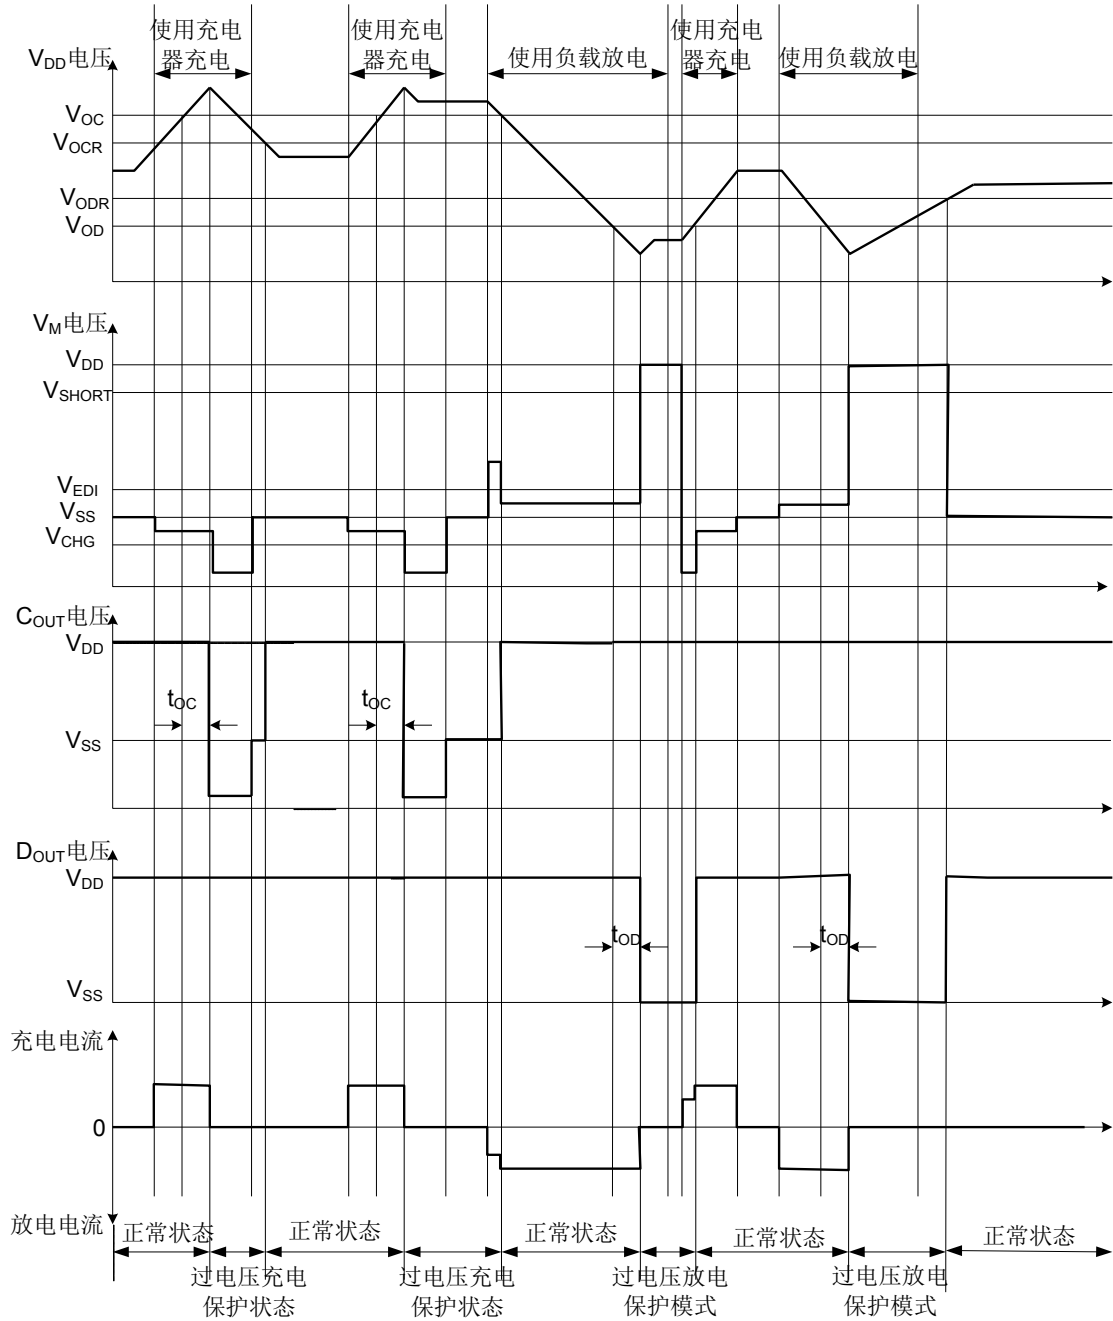 使用充电
器充电
使用充电
器充电
使用负载放电
使用充电
器充电
使用负载放电
VDD电压
VOC
VOCR
VODR
VOD
VM电压
VDD
VSHORT
VEDI
VSS
VCHG
COUT电压
VDD
tOC
tOC
VSS
DOUT电压
VDD
tOD
tOD
VSS
充电电流
0
放电电流
正常状态
正常状态
正常状态
正常状态
正常状态
过电压充电
保护状态
过电压充电
保护状态
过电压放电
保护模式
过电压放电
保护模式